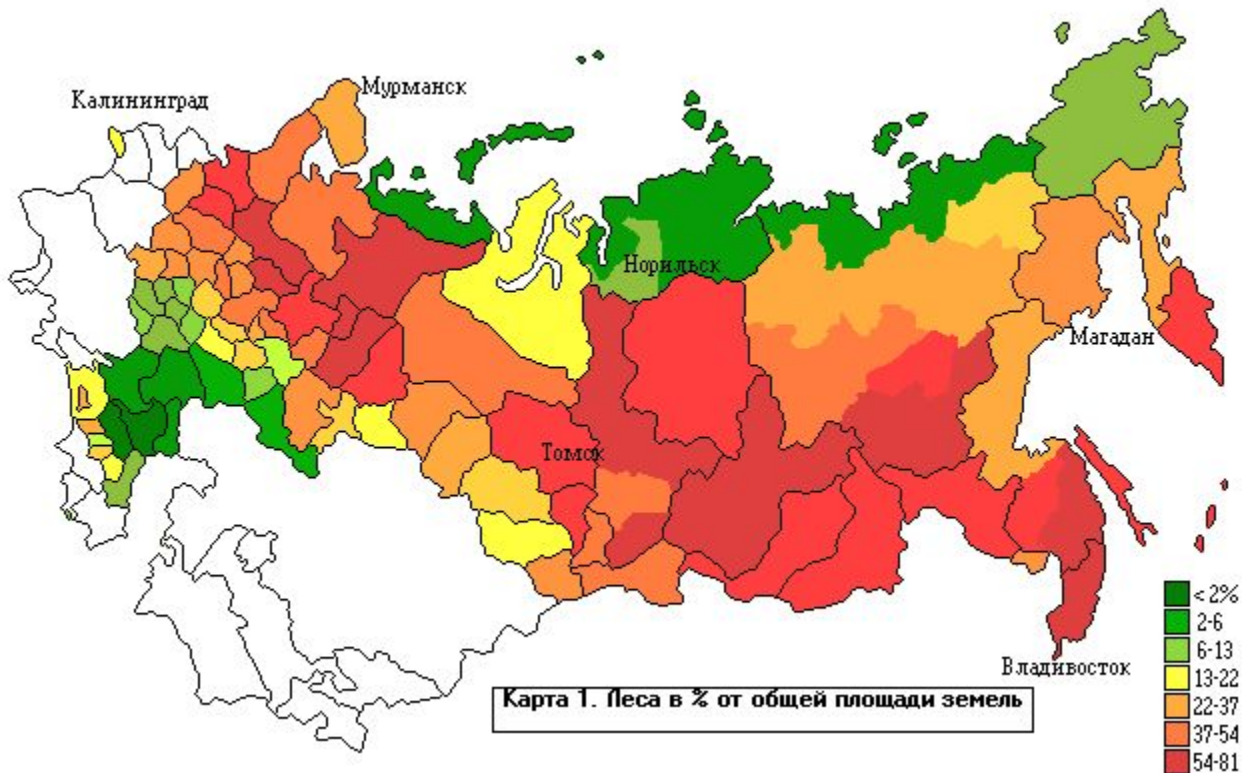 Мурманск
Калининград
Норильск
Магадан
Томск
Владивосток
Карта 1. Леса в % от общей площади земель
< 2%
2-6
6-13
13-22
22-37
37-54
54-81